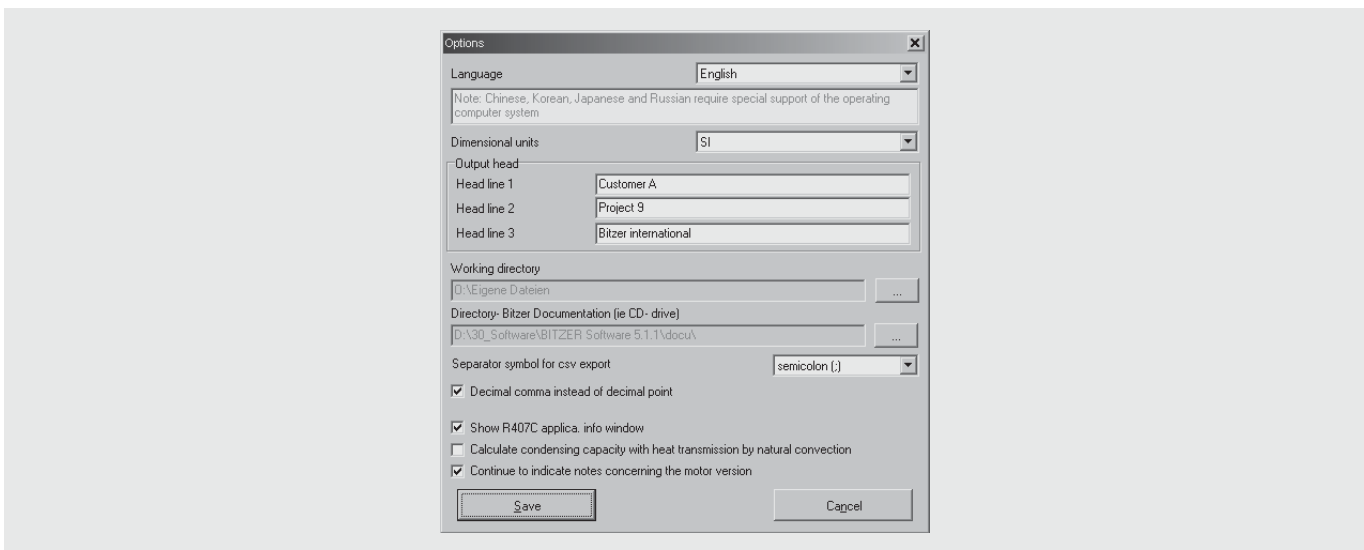 Options
Language English
Note: Chinese, Korean, Japanese and Russian require special support of the operating
computer system
Dimensional units SI
Output head
Head line 1 Customer A
Head line 2 Project 9
Head line 3 Bitzer international
Working directory
O:\Eigene Dateien ...
Directory- Bitzer Documentation (ie CD- drive)
D:\30_Software\BITZER Software 5.1.1\docu\ ...
Separator symbol for csv export semicolon (;)
Decimal comma instead of decimal point
Show R407C applica. info window
Calculate condensing capacity with heat transmission by natural convection
Continue to indicate notes concerning the motor version
Save Cancel